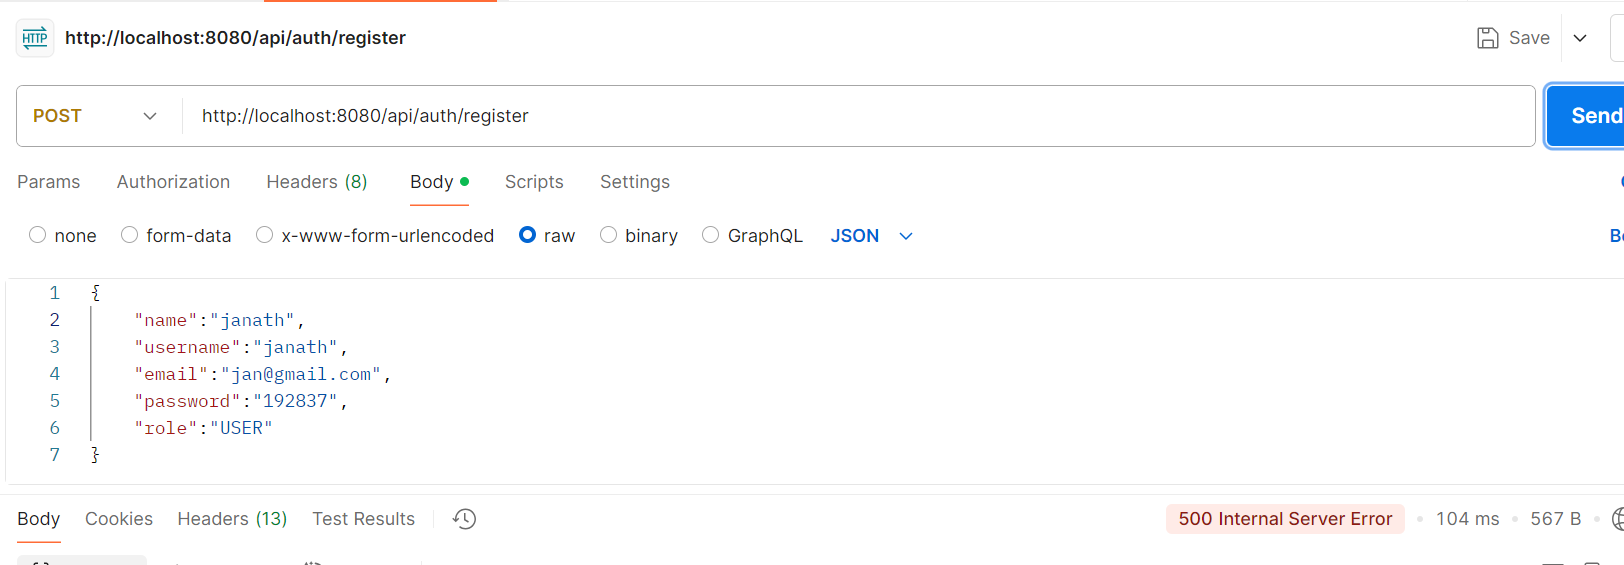 HTTP http://localhost:8080/api/auth/register Save
POST http://localhost:8080/api/auth/register Send
Params Authorization Headers (8) Body Scripts Settings
none form-data x-www-form-urlencoded raw binary GraphQL JSON
1 {
2 "name":"janath",
3 "username":"janath",
4 "email":"jan@gmail.com",
5 "password":"192837",
6 "role":"USER"
7 }
Body Cookies Headers (13) Test Results 500 Internal Server Error • 104 ms • 567 B •